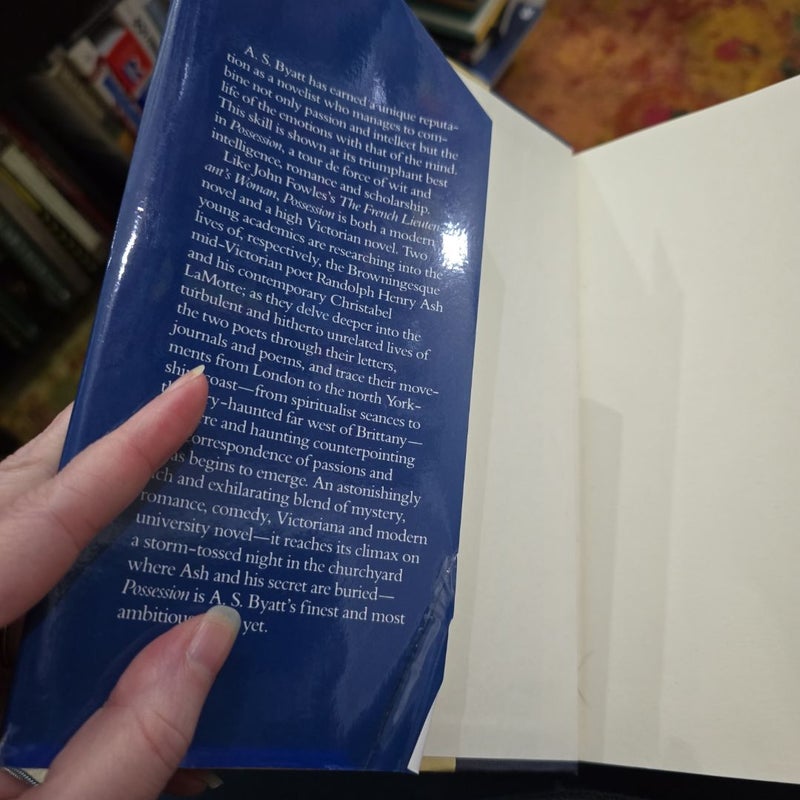 A. S. Byatt has earned a unique reputa-
tion as a novelist who manages to com-
bine not only passion and intellect but the
life of the emotions with that of the mind.
This skill is shown at its triumphant best
in Possession, a tour de force of wit and
intelligence, romance and scholarship.
Like John Fowles's The French Lieuten
ant's Woman, Possession is both a modern
novel and a high Victorian novel. Two
young academics are researching into the
lives of, respectively, the Browningesque
mid-Victorian poet Randolph Henry Ash
and his contemporary Christabel
LaMotte; as they delve deeper into the
turbulent and hitherto unrelated lives of
the two poets through their letters,
journals and poems, and trace their move-
ments from London to the north York-
coast—from spiritualist seances to
ry-haunted far west of Brittany—
re and haunting counterpointing
orrespondence of passions and
begins to emerge. An astonishingly
ch and exhilarating blend of mystery,
romance, comedy, Victoriana and modern
university novel—it reaches its climax on
a storm-tossed night in the churchyard
where Ash and his secret are buried—
Possession is A. S. Byatt's finest and most
ambitious yet.